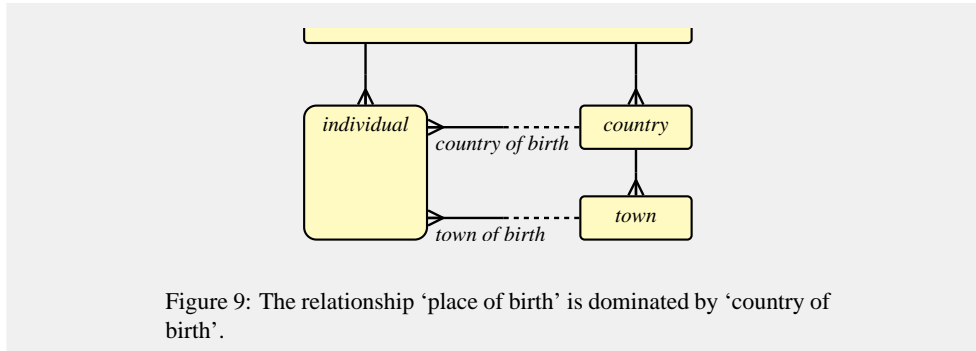 individual
country
country of birth
town
town of birth
Figure 9: The relationship ‘place of birth’ is dominated by ‘country of
birth’.